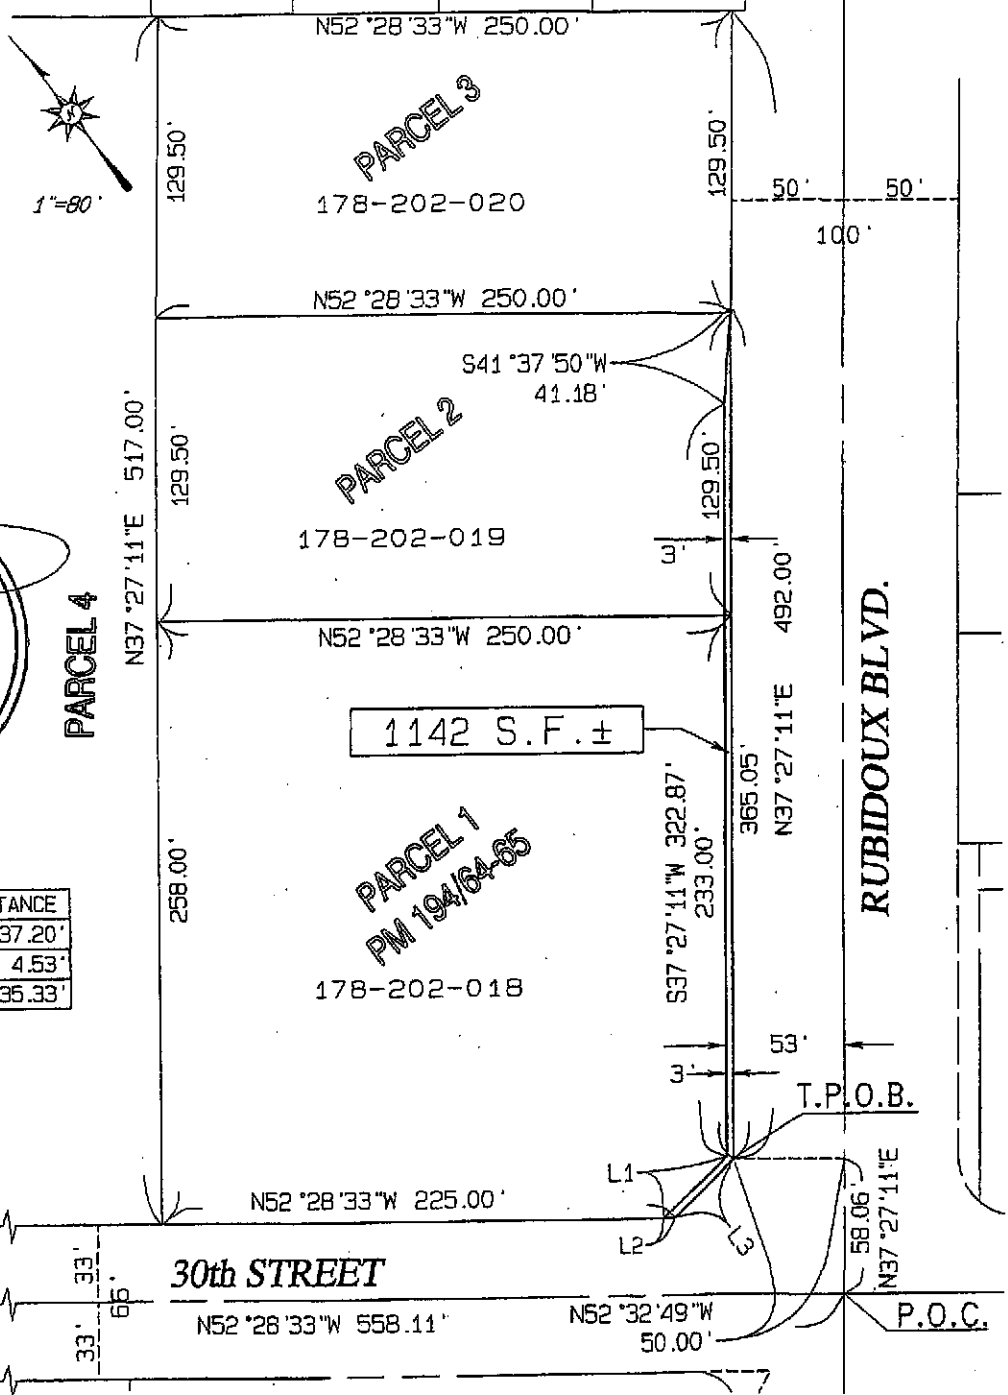 N52°28'33"W 250.00'
N
1"=80'
129.50'
PARCEL 3
178-202-020
129.50'
50' 50'
100'
N52°28'33"W 250.00'
S41°37'50"W
41.18'
N37°27'11"E 517.00'
129.50'
PARCEL 2
178-202-019
129.50'
3'
N37°27'11"E 492.00'
RUBIDOUX BLVD.
PARCEL 4
N52°28'33"W 250.00'
1142 S.F.±
365.05'
S37°27'11"W 322.87'
233.00'
258.00'
PARCEL 1
PM 194/64-65
178-202-018
TANCE
37.20'
4.53'
35.33'
53'
3'
T.P.O.B.
L1
L2
L3
N52°28'33"W 225.00'
58.06'
N37°27'11"E
33'
66'
33'
30th STREET
N52°28'33"W 558.11'
N52°32'49"W
50.00'
P.O.C.